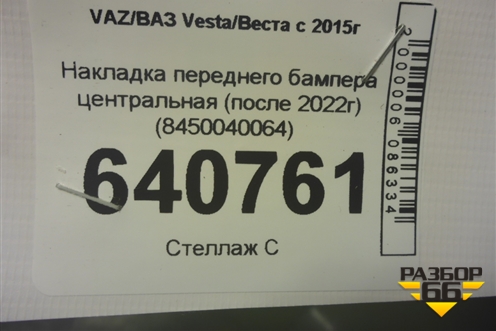 VAZ/ВАЗ Vesta/Веста с 2015г
Накладка переднего бампера
центральная (после 2022г)
(8450040064)
640761
Стеллаж С
2000006086334
РАЗБОР
66